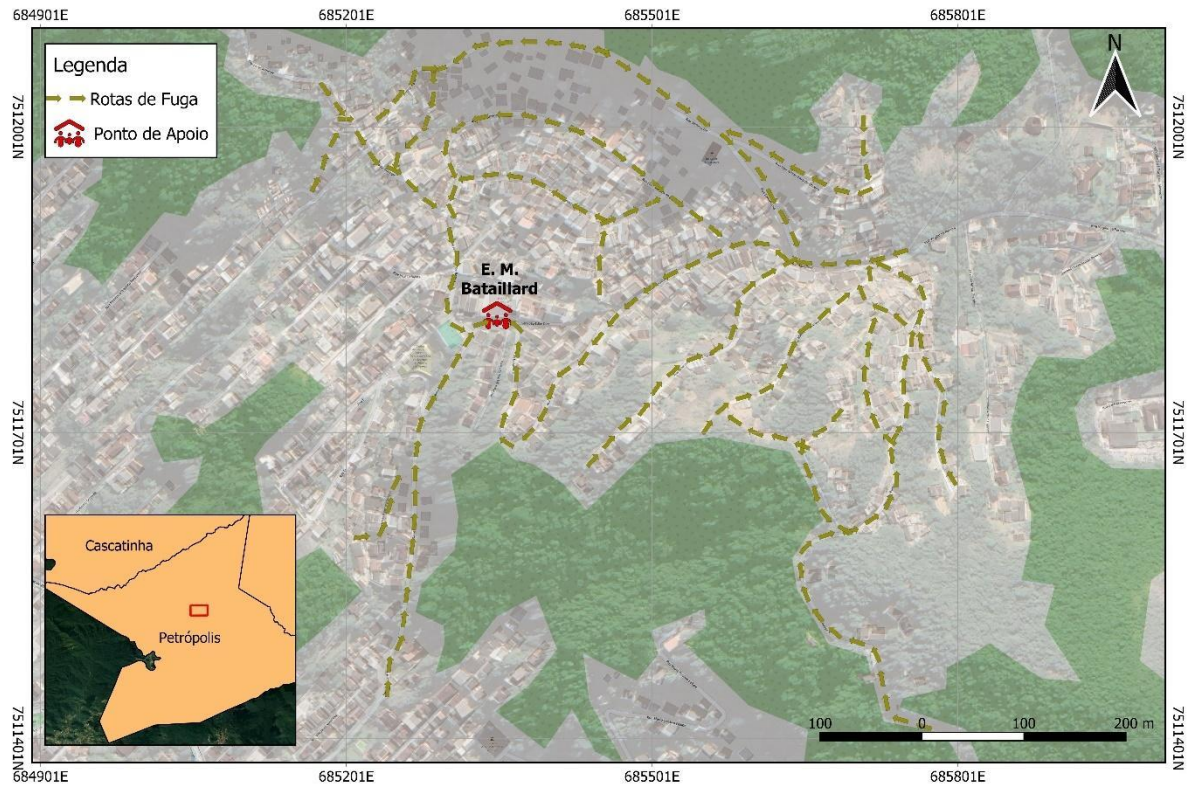 684901E
685201E
685501E
685801E
Legenda
Rotas de Fuga
Ponto de Apoio
N
7512001N
7512001N
E. M.
Bataillard
7511701N
7511701N
Cascatinha
Petrópolis
100
0
100
200 m
7511401N
7511401N
684901E
685201E
685501E
685801E